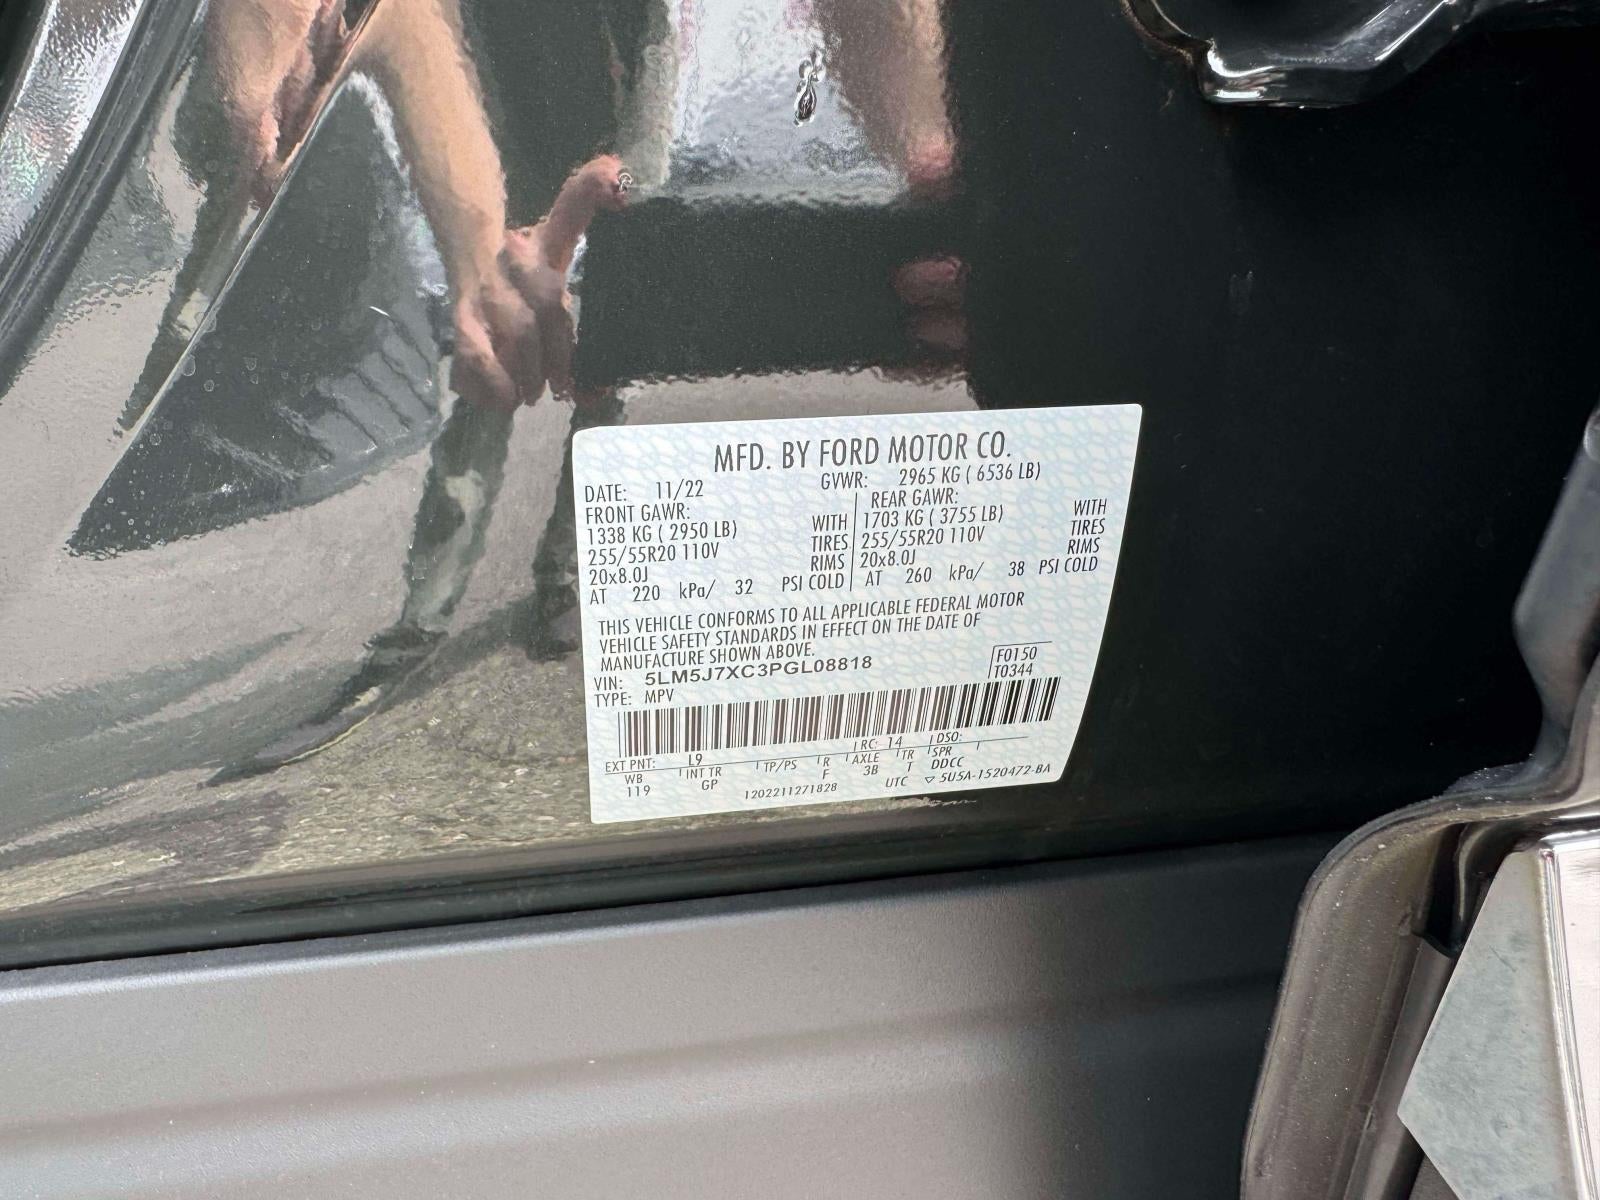 MFD. BY FORD MOTOR CO.
DATE: 11/22 GVWR: 2965 KG ( 6536 LB)
FRONT GAWR: REAR GAWR:
1338 KG ( 2950 LB) WITH 1703 KG ( 3755 LB) WITH
255/55R20 110V TIRES 255/55R20 110V TIRES
20x8.0J RIMS 20x8.0J RIMS
AT 220 kPa/ 32 PSI COLD AT 260 kPa/ 38 PSI COLD
THIS VEHICLE CONFORMS TO ALL APPLICABLE FEDERAL MOTOR
VEHICLE SAFETY STANDARDS IN EFFECT ON THE DATE OF
MANUFACTURE SHOWN ABOVE.
VIN: 5LM5J7XC3PGL08818 F0150
TYPE: MPV T0344
EXT PNT: L9 RC: 14 DSO:
WB INT TR TP/PS R AXLE TR SPR
119 GP F 3B T DDCC
1202211271828 UTC ▽ 5U5A-1520472-BA